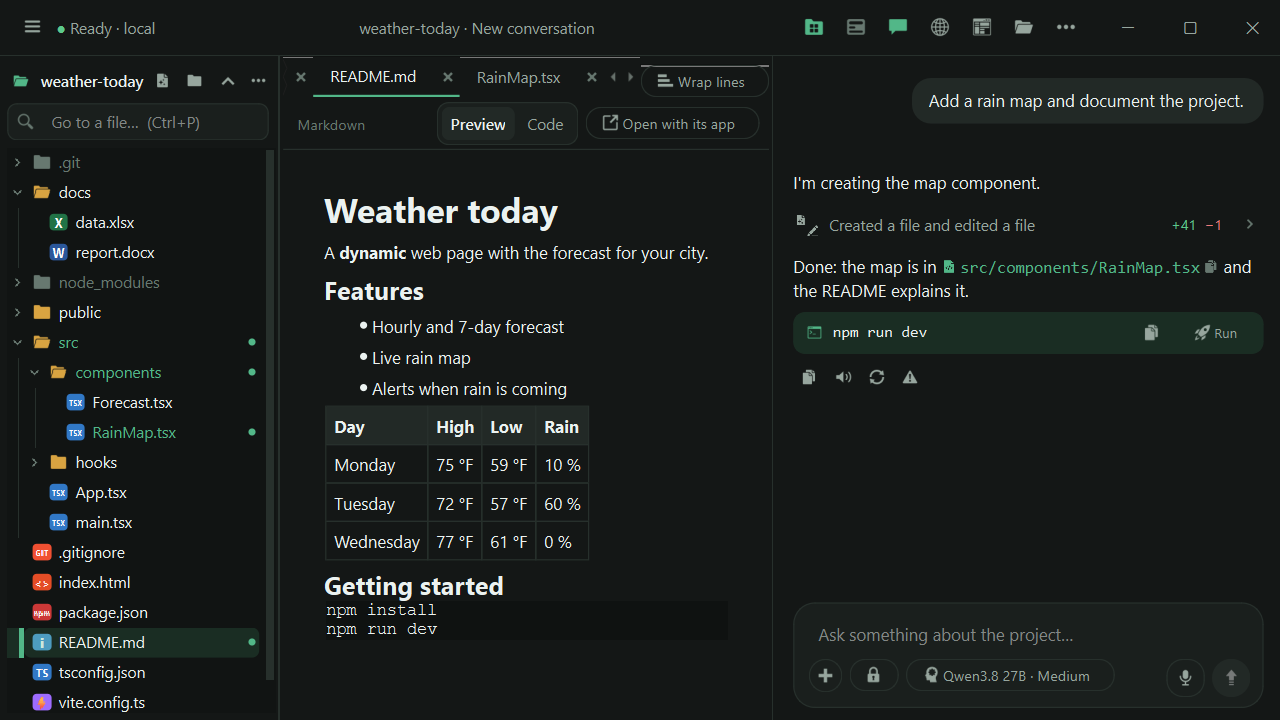 Ready · local
weather-today · New conversation
weather-today
Go to a file... (Ctrl+P)
.git
docs
data.xlsx
report.docx
node_modules
public
src
components
Forecast.tsx
RainMap.tsx
hooks
App.tsx
main.tsx
.gitignore
index.html
package.json
README.md
tsconfig.json
vite.config.ts
README.md
RainMap.tsx
Wrap lines
Markdown
Preview
Code
Open with its app
Weather today
A dynamic web page with the forecast for your city.
Features
• Hourly and 7-day forecast
• Live rain map
• Alerts when rain is coming
Day High Low Rain
Monday 75 °F 59 °F 10 %
Tuesday 72 °F 57 °F 60 %
Wednesday 77 °F 61 °F 0 %
Getting started
npm install
npm run dev
Add a rain map and document the project.
I'm creating the map component.
Created a file and edited a file +41 −1
Done: the map is in src/components/RainMap.tsx and
the README explains it.
npm run dev
Run
Ask something about the project...
Qwen3.8 27B · Medium